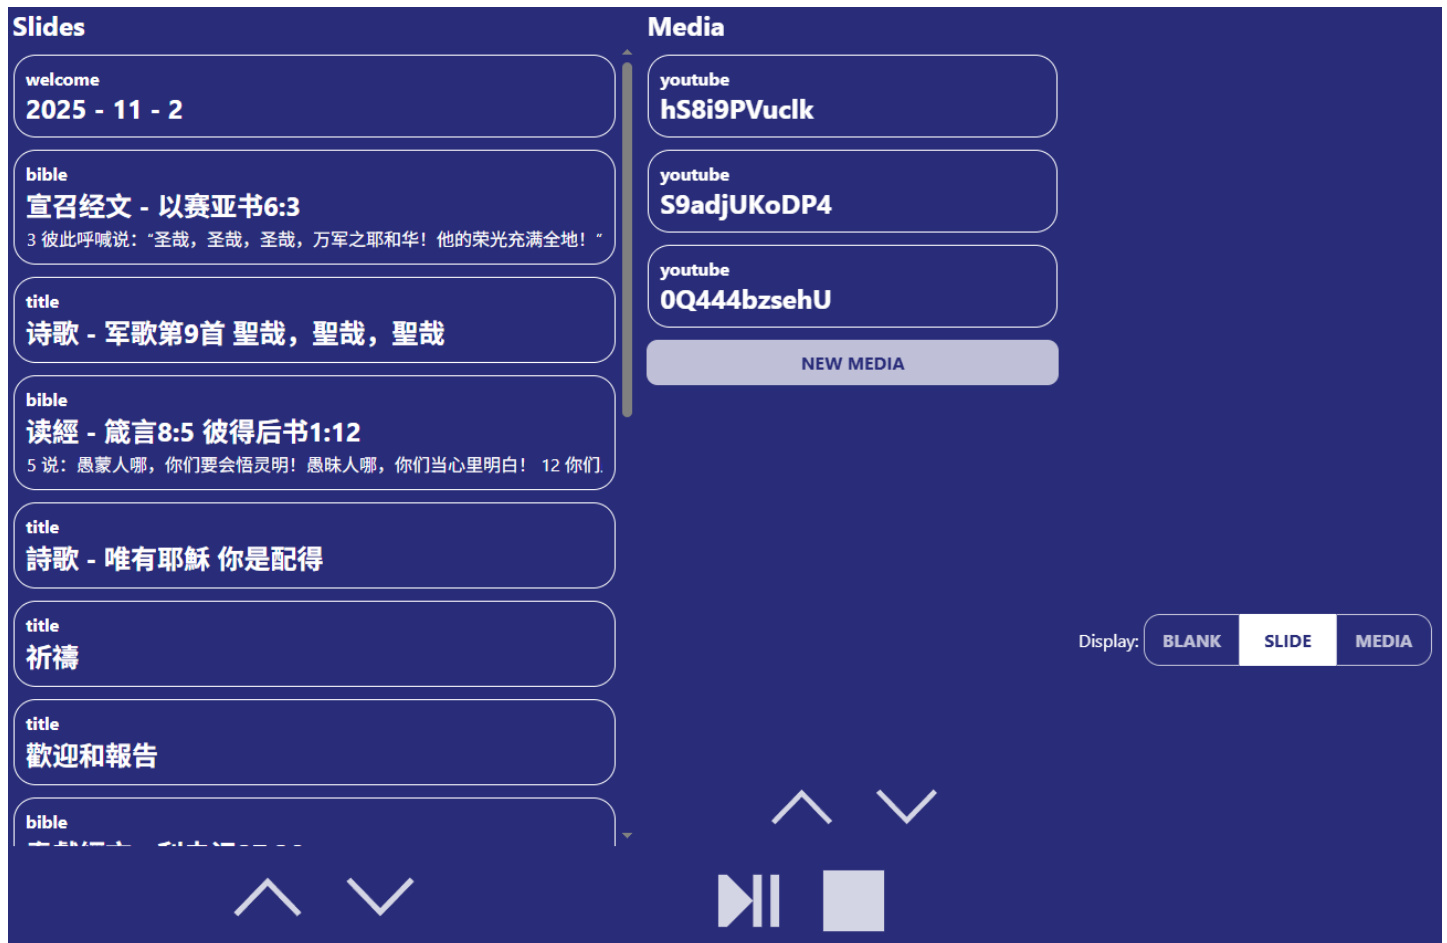 Slides
welcome
2025 - 11 - 2
bible
宣召经文 - 以赛亚书6:3
3 彼此呼喊说：“圣哉，圣哉，圣哉，万军之耶和华！他的荣光充满全地！”
title
诗歌 - 军歌第9首 聖哉，聖哉，聖哉
bible
读經 - 箴言8:5 彼得后书1:12
5 说：愚蒙人哪，你们要会悟灵明！愚昧人哪，你们当心里明白！ 12 你们
title
詩歌 - 唯有耶穌 你是配得
title
祈禱
title
歡迎和報告
bible
Media
youtube
hS8i9PVuclk
youtube
S9adjUKoDP4
youtube
0Q444bzsehU
NEW MEDIA
Display: BLANK SLIDE MEDIA